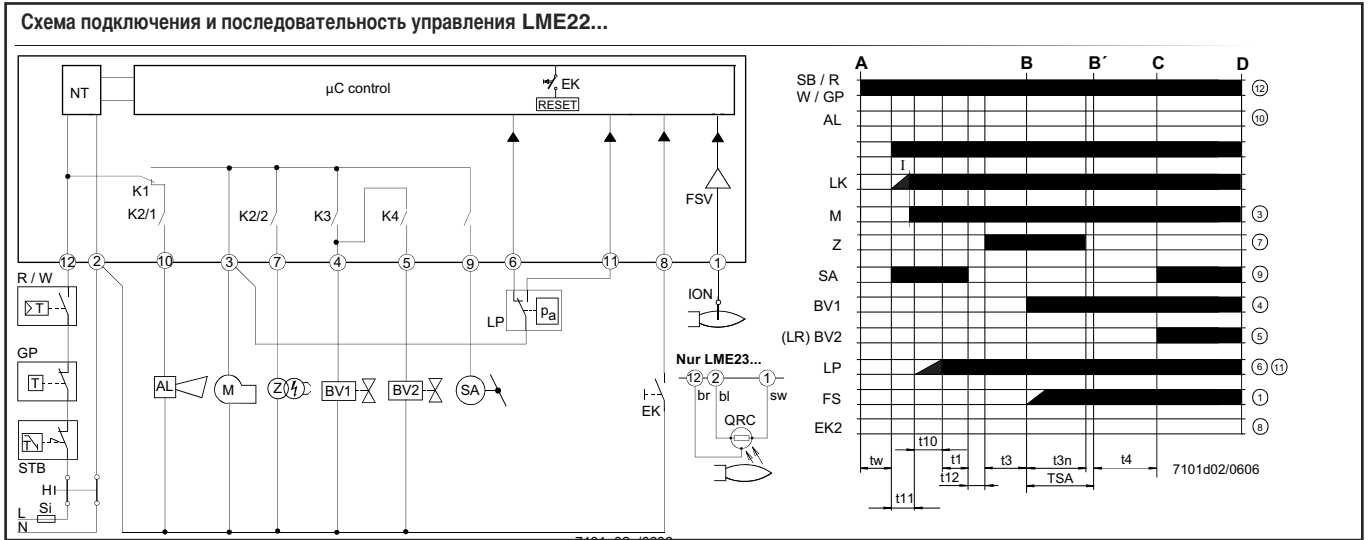 Схема подключения и последовательность управления LME22...
NT
µC control
EK
RESET
FSV
K1
K2/1
K2/2
K3
K4
12 2 10 3 7 4 5 9 6 11 8 1
R / W
T
GP
T
STB
H
L Si
N
AL
M
Z
BV1
BV2
SA
LP
pa
EK
ION
Nur LME23...
12 2 1
br bl sw
QRC
A B B´ C D
SB / R
W / GP
12
AL 10
I
LK
M 3
Z 7
SA 9
BV1 4
(LR) BV2 5
LP 6 11
FS 1
EK2 8
t10
tw t1 t3 t3n t4
t12 TSA
t11
7101d02/0606